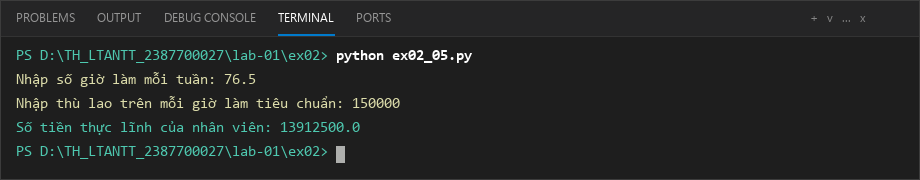 PROBLEMS OUTPUT DEBUG CONSOLE TERMINAL PORTS + v ... x
PS D:\TH_LTANTT_2387700027\lab-01\ex02> python ex02_05.py
Nhập số giờ làm mỗi tuần: 76.5
Nhập thù lao trên mỗi giờ làm tiêu chuẩn: 150000
Số tiền thực lĩnh của nhân viên: 13912500.0
PS D:\TH_LTANTT_2387700027\lab-01\ex02>